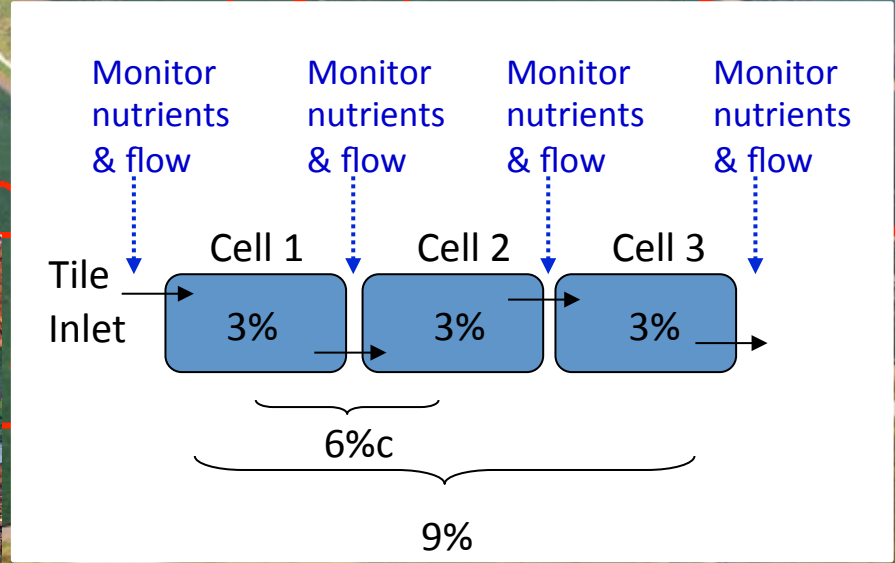 Monitor
nutrients
& flow
Monitor
nutrients
& flow
Monitor
nutrients
& flow
Monitor
nutrients
& flow
Cell 1
Cell 2
Cell 3
Tile
Inlet
3%
3%
3%
6%c
9%